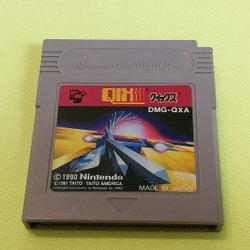 Nintendo GAME BOY
QIX クイックス
DMG-QXA
©1990 Nintendo
©1981 TAITO TAITO AMERICA
MADE IN JAPAN